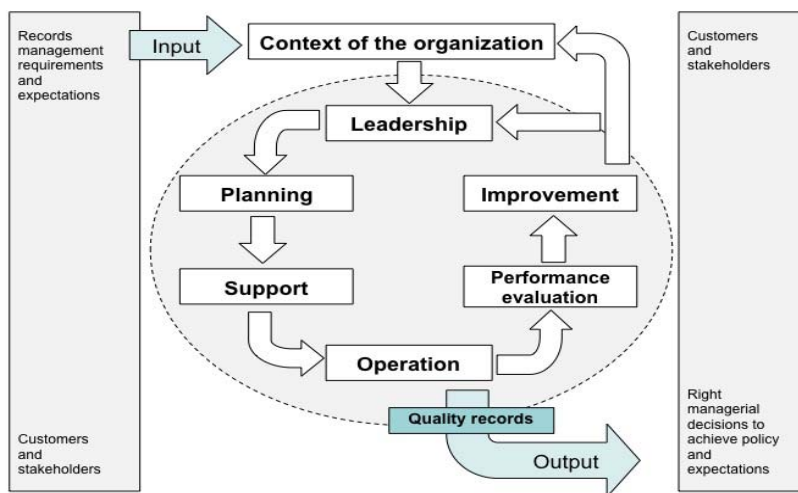 Records
management
requirements
and
expectations
Customers
and
stakeholders
Input
Context of the organization
Leadership
Planning
Support
Operation
Performance
evaluation
Improvement
Quality records
Output
Customers
and
stakeholders
Right
managerial
decisions to
achieve policy
and
expectations